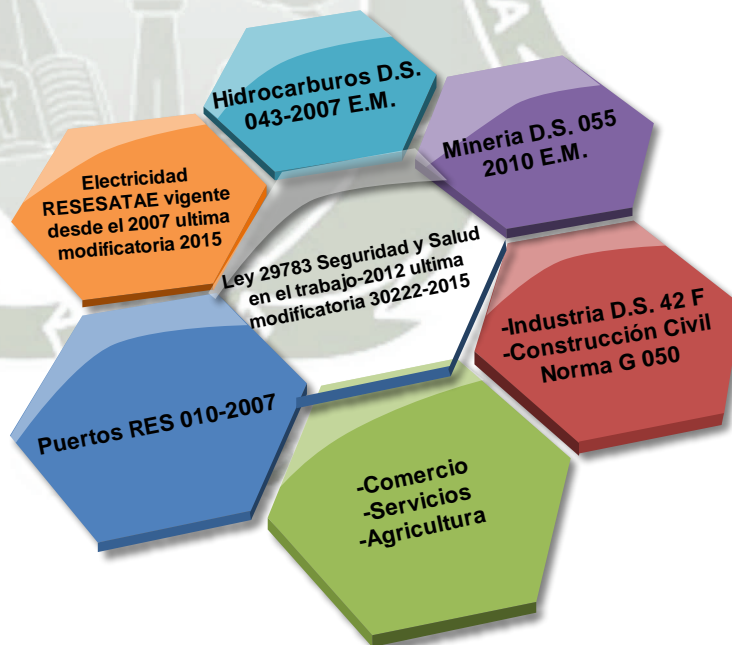 Hidrocarburos D.S.
043-2007 E.M.
Mineria D.S. 055
2010 E.M.
Electricidad
RESESATAE vigente
desde el 2007 ultima
modificatoria 2015
Ley 29783 Seguridad y Salud
en el trabajo-2012 ultima
modificatoria 30222-2015
-Industria D.S. 42 F
-Construcción Civil
Norma G 050
Puertos RES 010-2007
-Comercio
-Servicios
-Agricultura